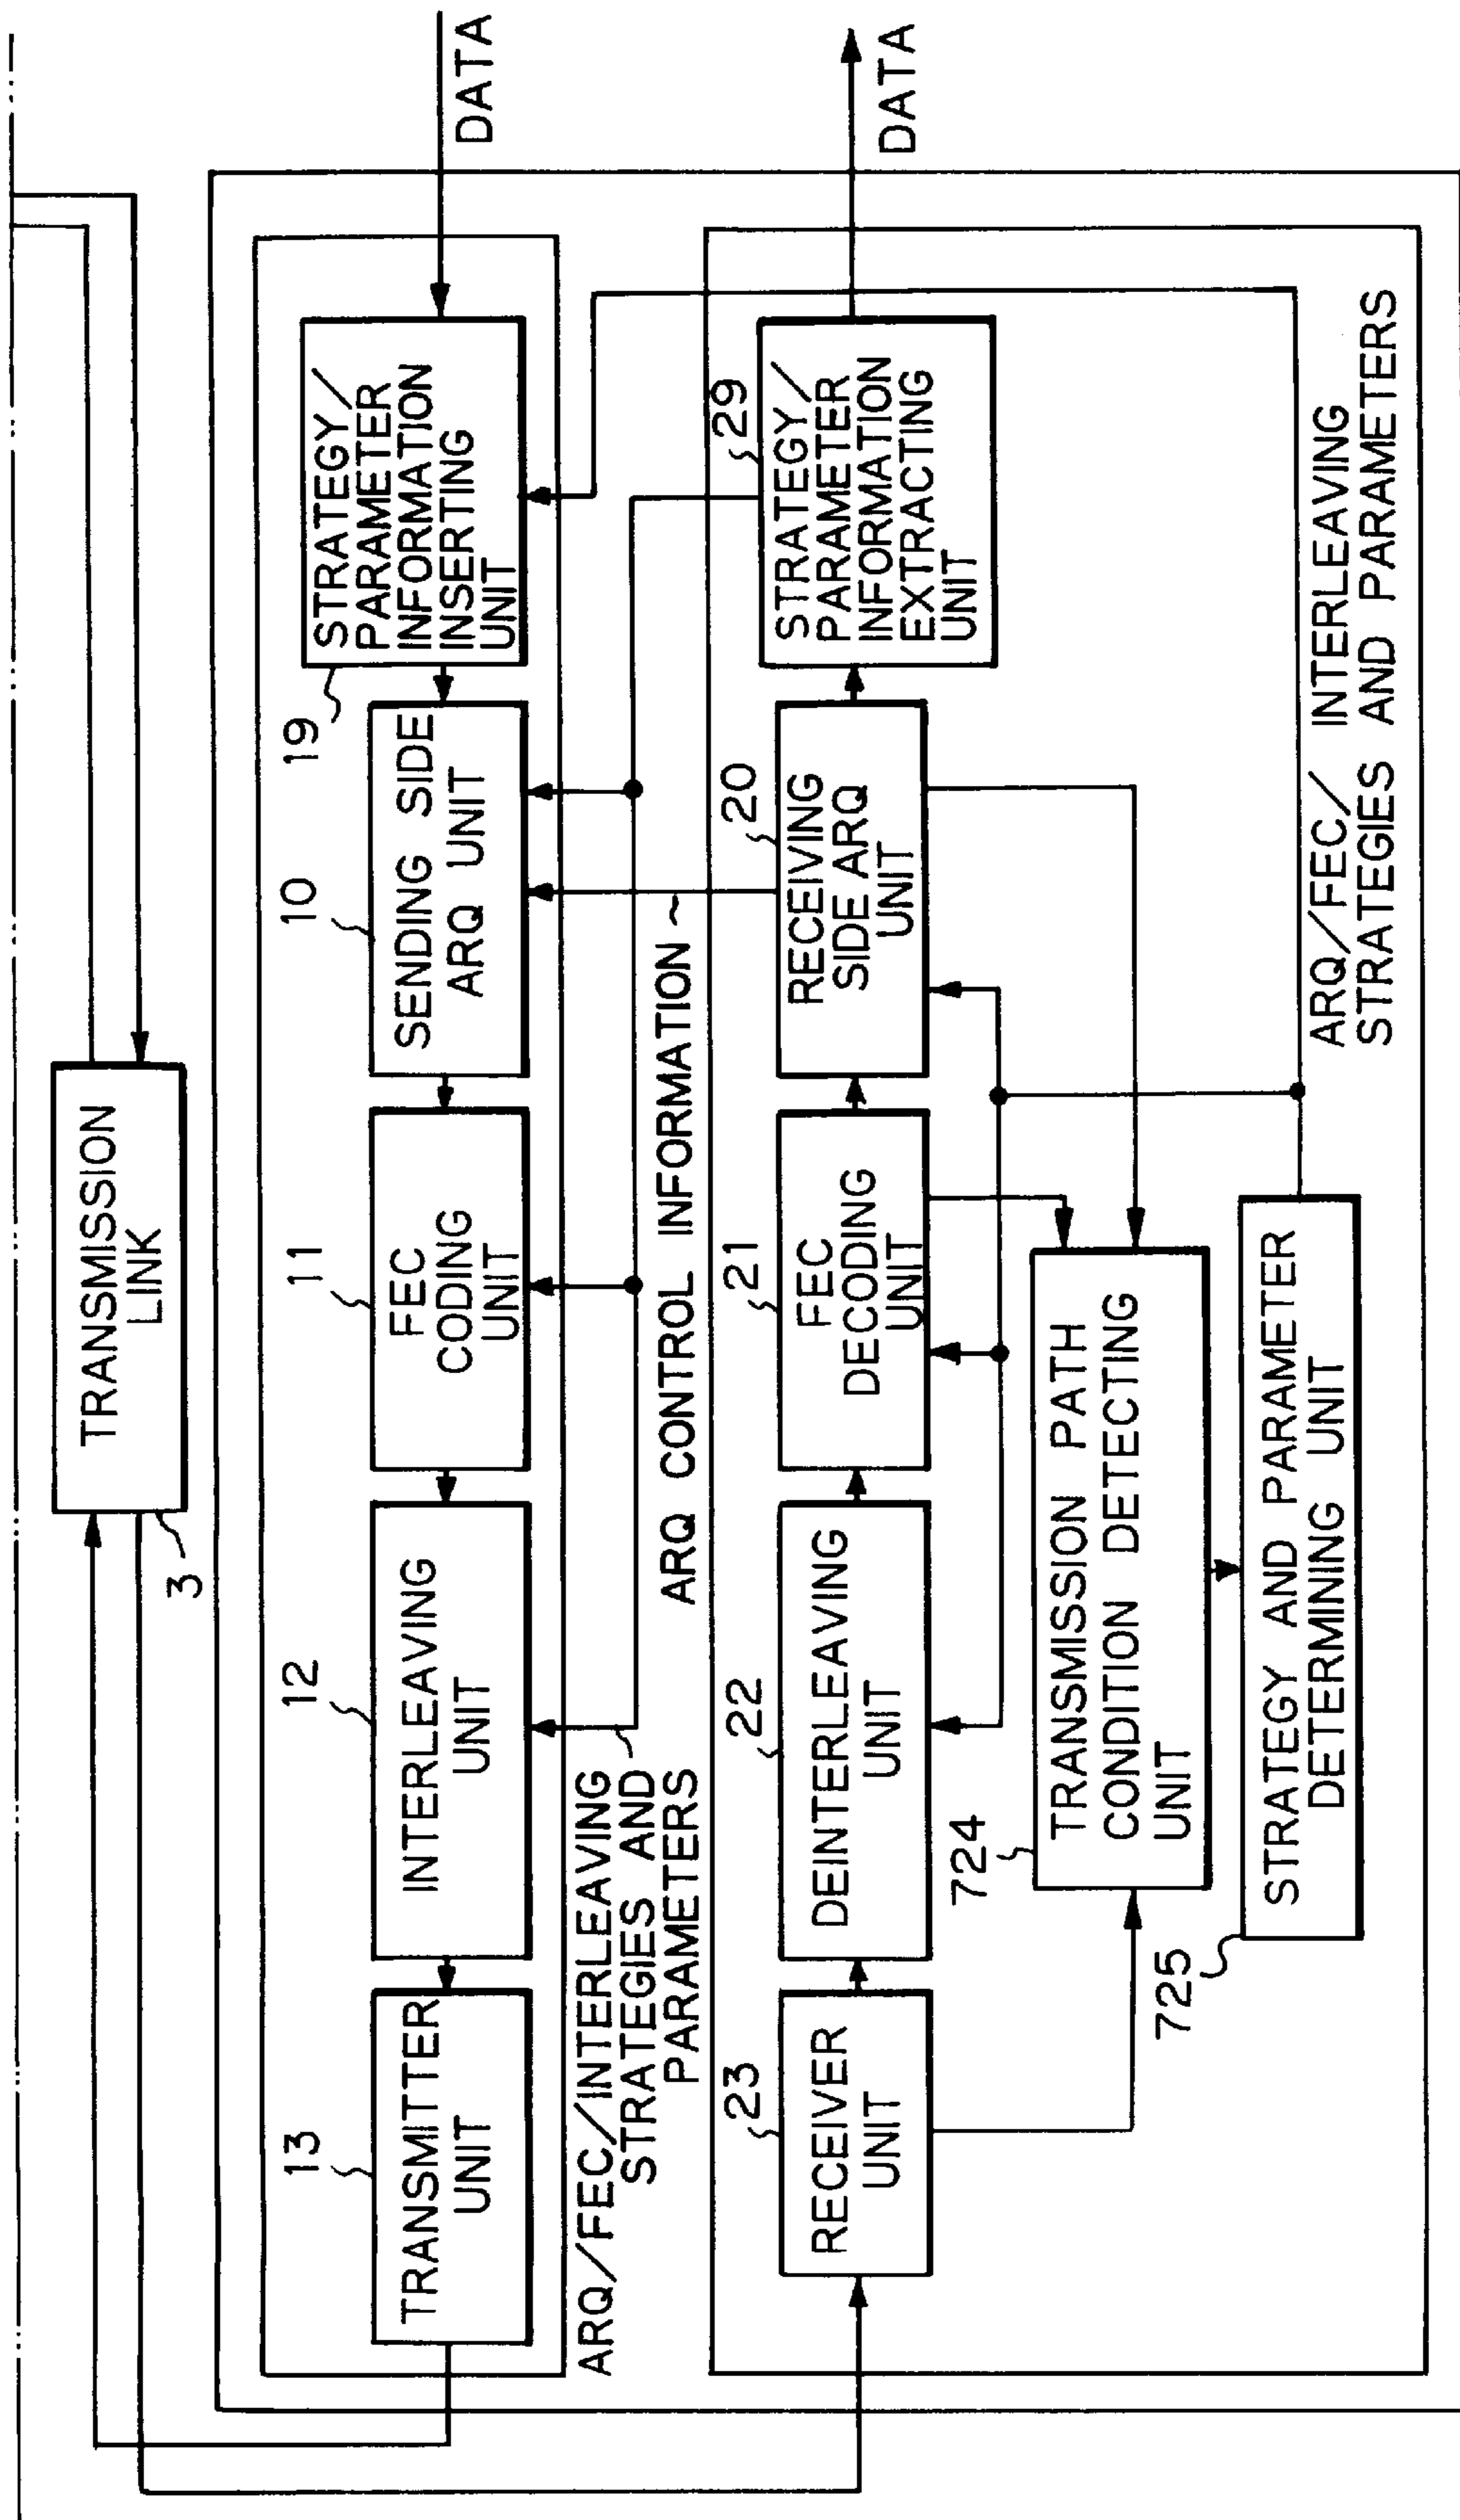 TRANSMISSION
LINK
3
DATA
13
TRANSMITTER
UNIT
12
INTERLEAVING
UNIT
11
FEC
CODING
UNIT
10
SENDING SIDE
ARQ UNIT
19
STRATEGY/
PARAMETER
INFORMATION
INSERTING
UNIT
ARQ/FEC/INTERLEAVING
STRATEGIES AND
PARAMETERS
ARQ CONTROL INFORMATION
DATA
23
RECEIVER
UNIT
22
DEINTERLEAVING
UNIT
21
FEC
DECODING
UNIT
20
RECEIVING
SIDE ARQ
UNIT
29
STRATEGY/
PARAMETER
INFORMATION
EXTRACTING
UNIT
724
TRANSMISSION PATH
CONDITION DETECTING
UNIT
725
STRATEGY AND PARAMETER
DETERMINING UNIT
ARQ/FEC/ INTERLEAVING
STRATEGIES AND PARAMETERS